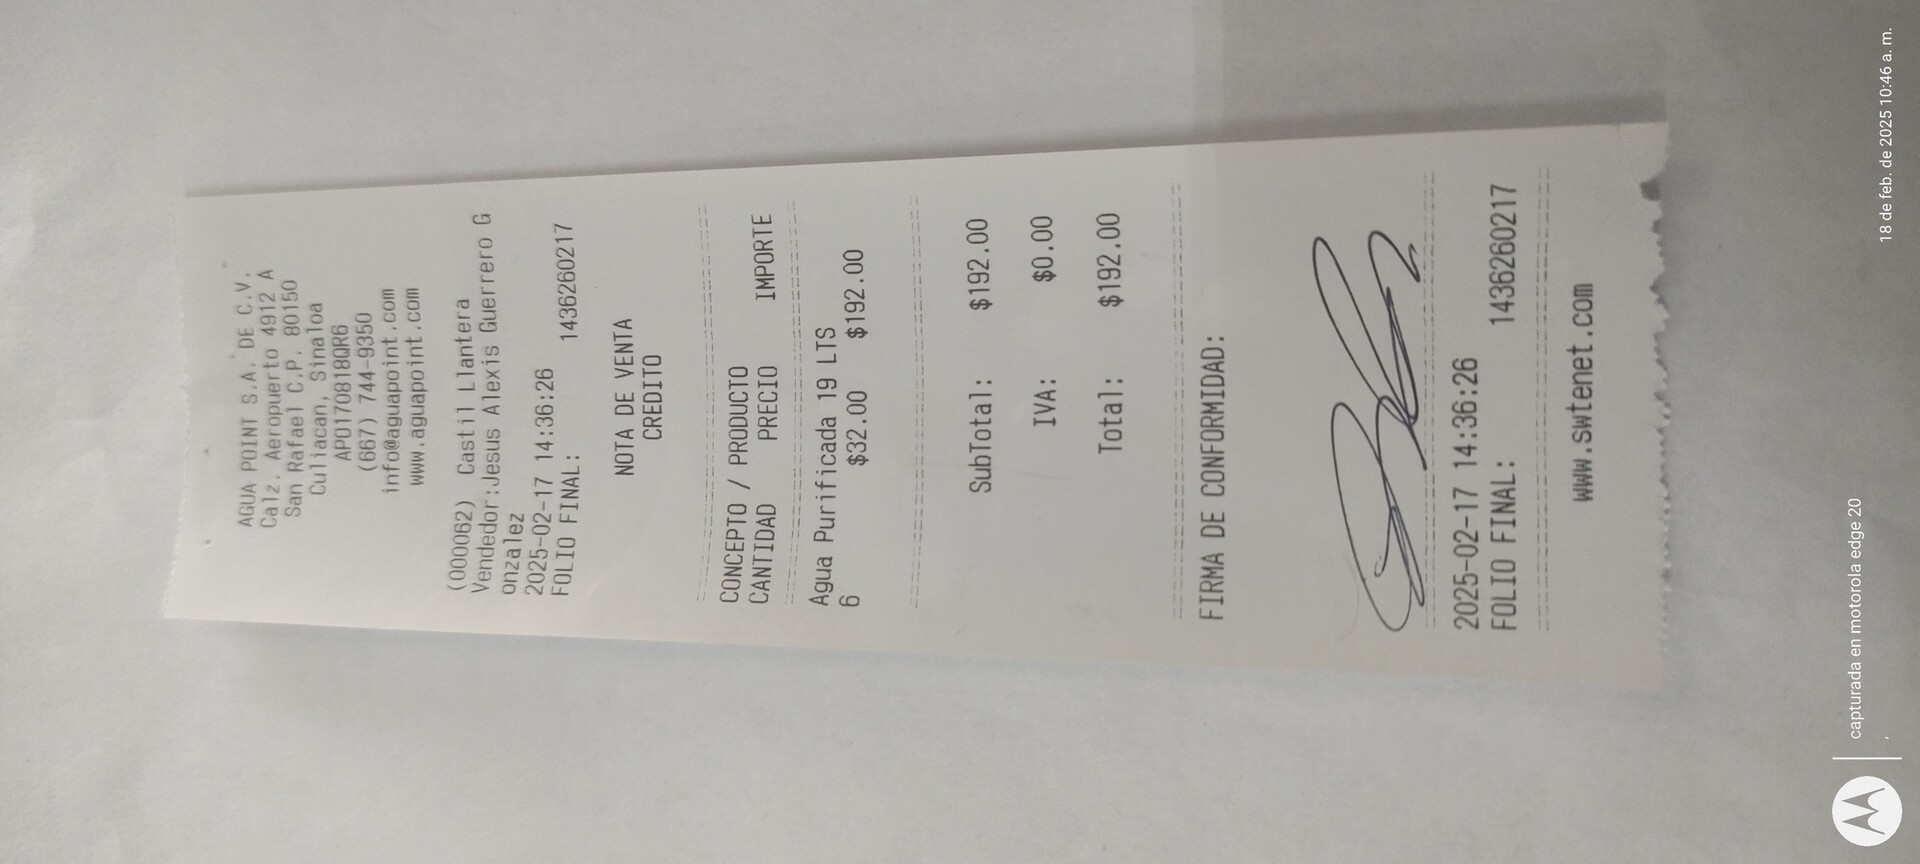 AGUA POINT S.A. DE C.V.
Calz. Aeropuerto 4912 A
San Rafael C.P. 80150
Culiacan, Sinaloa
APO170818QR6
(667) 744-9350
info@aguapoint.com
www.aguapoint.com
(000062) Castil Llantera
Vendedor:Jesus Alexis Guerrero G
onzalez
2025-02-17 14:36:26
FOLIO FINAL: 1436260217
NOTA DE VENTA
CREDITO
CONCEPTO / PRODUCTO
CANTIDAD PRECIO IMPORTE
Agua Purificada 19 LTS
6 $32.00 $192.00
SubTotal: $192.00
IVA: $0.00
Total: $192.00
FIRMA DE CONFORMIDAD:
2025-02-17 14:36:26
FOLIO FINAL: 1436260217
www.swtenet.com
capturada en motorola edge 20
,
18 de feb. de 2025 10:46 a. m.